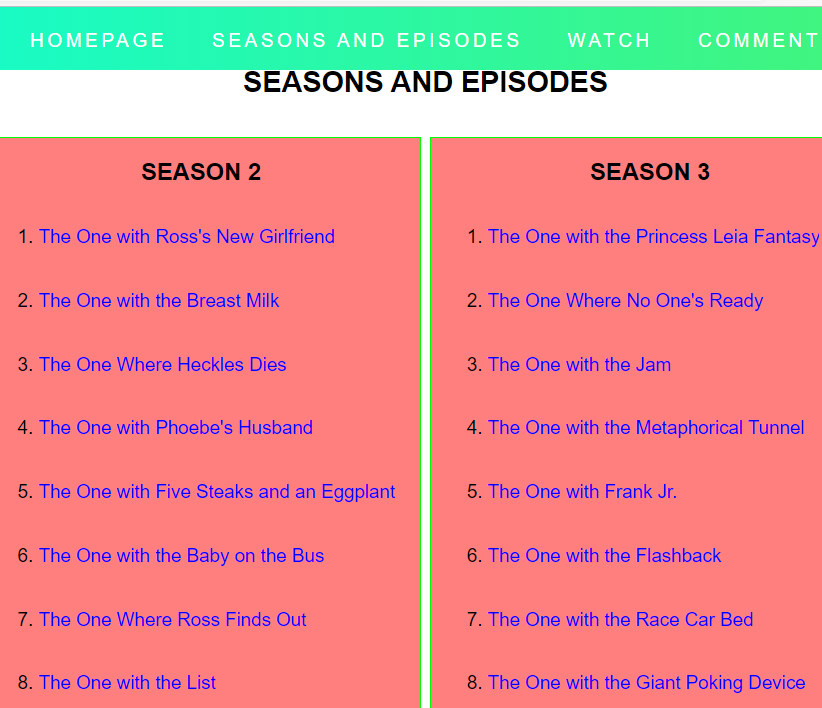 HOMEPAGE SEASONS AND EPISODES WATCH COMMENT
SEASONS AND EPISODES
SEASON 2
1. The One with Ross's New Girlfriend
2. The One with the Breast Milk
3. The One Where Heckles Dies
4. The One with Phoebe's Husband
5. The One with Five Steaks and an Eggplant
6. The One with the Baby on the Bus
7. The One Where Ross Finds Out
8. The One with the List
SEASON 3
1. The One with the Princess Leia Fantasy
2. The One Where No One's Ready
3. The One with the Jam
4. The One with the Metaphorical Tunnel
5. The One with Frank Jr.
6. The One with the Flashback
7. The One with the Race Car Bed
8. The One with the Giant Poking Device